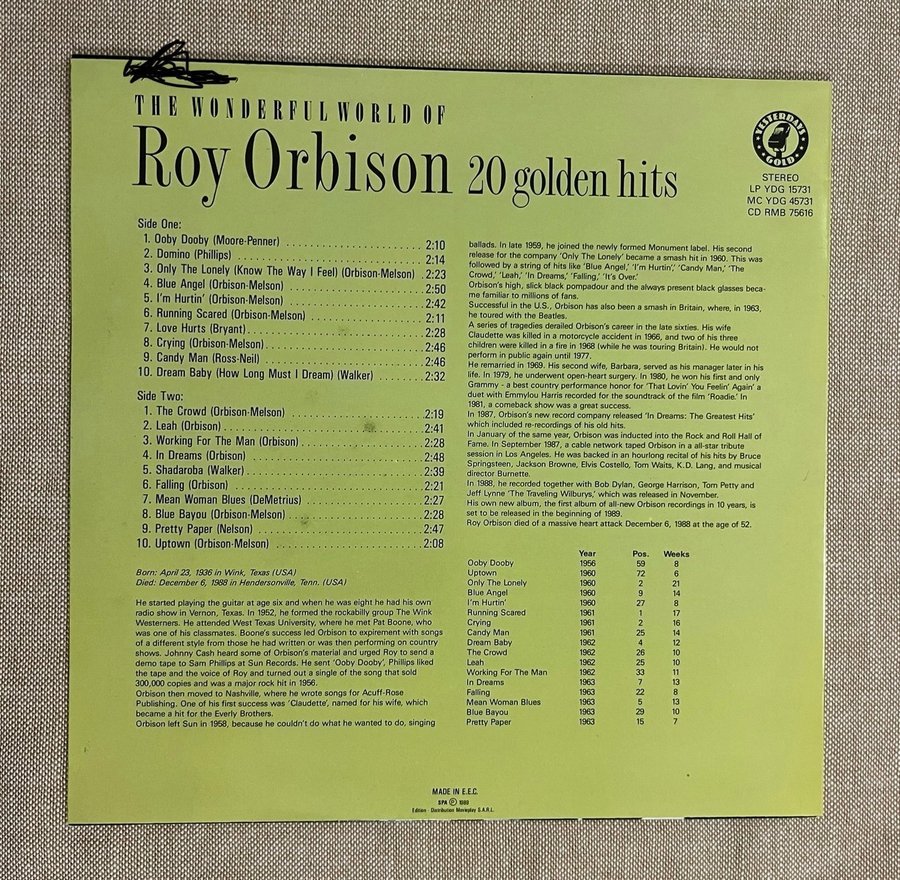 THE WONDERFUL WORLD OF
Roy Orbison 20 golden hits
YESTERDAYS
GOLD
STEREO
LP YDG 15731
MC YDG 45731
CD RMB 75616
Side One:
1. Ooby Dooby (Moore-Penner) 2:10
2. Domino (Phillips) 2:14
3. Only The Lonely (Know The Way I Feel) (Orbison-Melson) 2:23
4. Blue Angel (Orbison-Melson) 2:50
5. I'm Hurtin' (Orbison-Melson) 2:42
6. Running Scared (Orbison-Melson) 2:11
7. Love Hurts (Bryant) 2:28
8. Crying (Orbison-Melson) 2:46
9. Candy Man (Ross-Neil) 2:46
10. Dream Baby (How Long Must I Dream) (Walker) 2:32
Side Two:
1. The Crowd (Orbison-Melson) 2:19
2. Leah (Orbison) 2:41
3. Working For The Man (Orbison) 2:28
4. In Dreams (Orbison) 2:48
5. Shadaroba (Walker) 2:39
6. Falling (Orbison) 2:21
7. Mean Woman Blues (DeMetrius) 2:27
8. Blue Bayou (Orbison-Melson) 2:28
9. Pretty Paper (Nelson) 2:47
10. Uptown (Orbison-Melson) 2:08
Born: April 23, 1936 in Wink, Texas (USA)
Died: December 6, 1988 in Hendersonville, Tenn. (USA)
He started playing the guitar at age six and when he was eight he had his own
radio show in Vernon, Texas. In 1952, he formed the rockabilly group The Wink
Westerners. He attended West Texas University, where he met Pat Boone, who
was one of his classmates. Boone's success led Orbison to expirement with songs
of a different style from those he had written or was then performing on country
shows. Johnny Cash heard some of Orbison's material and urged Roy to send a
demo tape to Sam Phillips at Sun Records. He sent 'Ooby Dooby', Phillips liked
the tape and the voice of Roy and turned out a single of the song that sold
300,000 copies and was a major rock hit in 1956.
Orbison then moved to Nashville, where he wrote songs for Acuff-Rose
Publishing. One of his first success was 'Claudette', named for his wife, which
became a hit for the Everly Brothers.
Orbison left Sun in 1958, because he couldn't do what he wanted to do, singing
ballads. In late 1959, he joined the newly formed Monument label. His second
release for the company 'Only The Lonely' became a smash hit in 1960. This was
followed by a string of hits like 'Blue Angel,' 'I'm Hurtin',' 'Candy Man,' 'The
Crowd,' 'Leah,' 'In Dreams,' 'Falling,' 'It's Over.'
Orbison's high, slick black pompadour and the always present black glasses beca-
me familiar to millions of fans.
Successful in the U.S., Orbison has also been a smash in Britain, where, in 1963,
he toured with the Beatles.
A series of tragedies derailed Orbison's career in the late sixties. His wife
Claudette was killed in a motorcycle accident in 1966, and two of his three
children were killed in a fire in 1968 (while he was touring Britain). He would not
perform in public again until 1977.
He remarried in 1969. His second wife, Barbara, served as his manager later in his
life. In 1979, he underwent open-heart surgery. In 1980, he won his first and only
Grammy - a best country performance honor for 'That Lovin' You Feelin' Again' a
duet with Emmylou Harris recorded for the soundtrack of the film 'Roadie.' In
1981, a comeback show was a great success.
In 1987, Orbison's new record company released 'In Dreams: The Greatest Hits'
which included re-recordings of his old hits.
In January of the same year, Orbison was inducted into the Rock and Roll Hall of
Fame. In September 1987, a cable network taped Orbison in a all-star tribute
session in Los Angeles. He was backed in an hourlong recital of his hits by Bruce
Springsteen, Jackson Browne, Elvis Costello, Tom Waits, K.D. Lang, and musical
director Burnette.
In 1988, he recorded together with Bob Dylan, George Harrison, Tom Petty and
Jeff Lynne 'The Traveling Wilburys,' which was released in November.
His own new album, the first album of all-new Orbison recordings in 10 years, is
set to be released in the beginning of 1989.
Roy Orbison died of a massive heart attack December 6, 1988 at the age of 52.
Year Pos. Weeks
Ooby Dooby 1956 59 8
Uptown 1960 72 6
Only The Lonely 1960 2 21
Blue Angel 1960 9 14
I'm Hurtin' 1960 27 8
Running Scared 1961 1 17
Crying 1961 2 16
Candy Man 1961 25 14
Dream Baby 1962 4 12
The Crowd 1962 26 10
Leah 1962 25 10
Working For The Man 1962 33 11
In Dreams 1963 7 13
Falling 1963 22 8
Mean Woman Blues 1963 5 13
Blue Bayou 1963 29 10
Pretty Paper 1963 15 7
MADE IN E.E.C.
SPA ℗ 1989
Edition - Distribution Movieplay S.A.R.L.